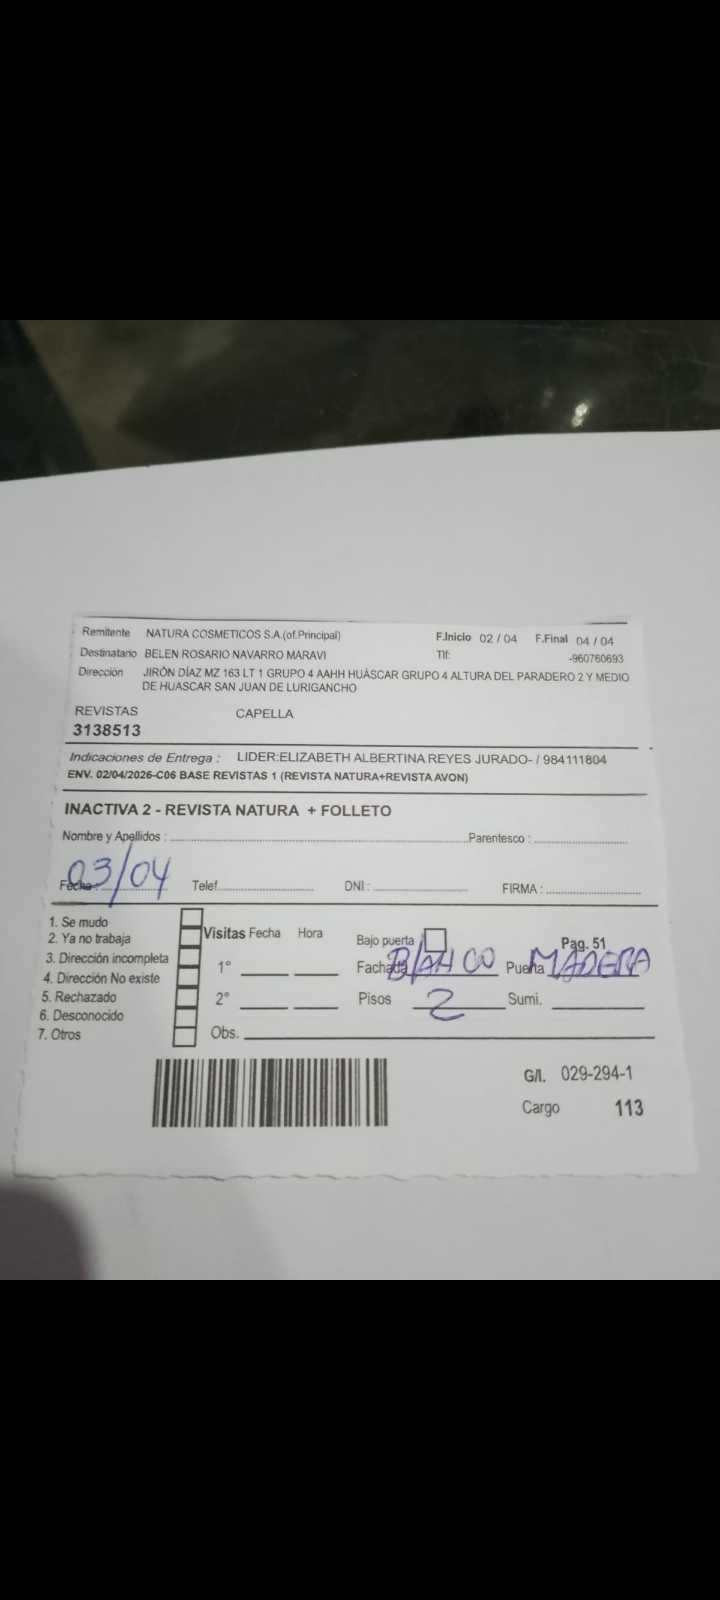 Remitente NATURA COSMETICOS S.A.(of.Principal) F.Inicio 02 / 04 F.Final 04 / 04
Destinatario BELEN ROSARIO NAVARRO MARAVI Tlf: -960760693
Dirección JIRÓN DÍAZ MZ 163 LT 1 GRUPO 4 AAHH HUÁSCAR GRUPO 4 ALTURA DEL PARADERO 2 Y MEDIO
DE HUASCAR SAN JUAN DE LURIGANCHO
REVISTAS CAPELLA
3138513
Indicaciones de Entrega : LIDER:ELIZABETH ALBERTINA REYES JURADO- / 984111804
ENV. 02/04/2026-C06 BASE REVISTAS 1 (REVISTA NATURA+REVISTA AVON)
INACTIVA 2 - REVISTA NATURA + FOLLETO
Nombre y Apellidos : Parentesco :
Fecha : 03/04 Telef. DNI : FIRMA :
1. Se mudo
2. Ya no trabaja
3. Dirección incompleta
4. Dirección No existe
5. Rechazado
6. Desconocido
7. Otros
Visitas Fecha Hora
1°
2°
Obs.
Bajo puerta Pag. 51
Fachada BLANCO Puerta MADERA
Pisos 2 Sumi.
G/I. 029-294-1
Cargo 113